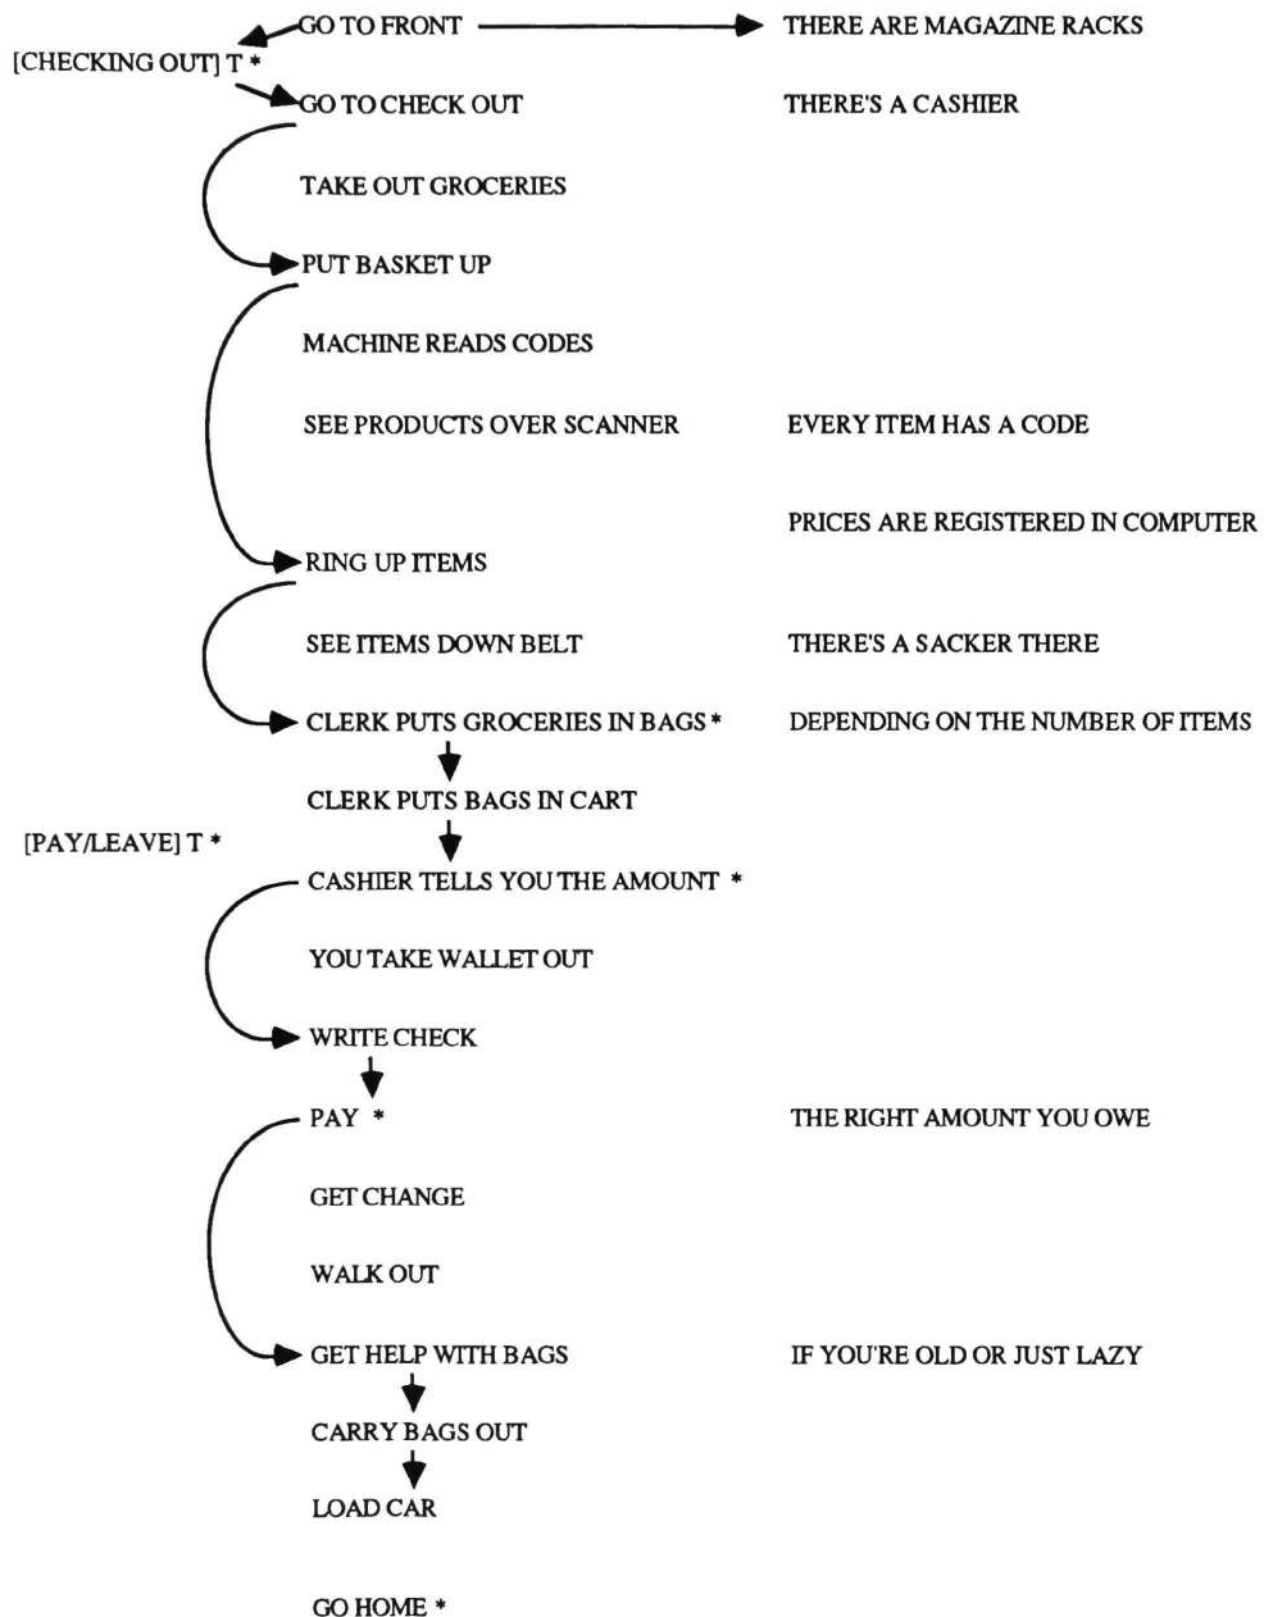 GO TO FRONT THERE ARE MAGAZINE RACKS
[CHECKING OUT] T *
GO TO CHECK OUT THERE'S A CASHIER
TAKE OUT GROCERIES
PUT BASKET UP
MACHINE READS CODES
SEE PRODUCTS OVER SCANNER EVERY ITEM HAS A CODE
PRICES ARE REGISTERED IN COMPUTER
RING UP ITEMS
SEE ITEMS DOWN BELT THERE'S A SACKER THERE
CLERK PUTS GROCERIES IN BAGS * DEPENDING ON THE NUMBER OF ITEMS
CLERK PUTS BAGS IN CART
[PAY/LEAVE] T *
CASHIER TELLS YOU THE AMOUNT *
YOU TAKE WALLET OUT
WRITE CHECK
PAY * THE RIGHT AMOUNT YOU OWE
GET CHANGE
WALK OUT
GET HELP WITH BAGS IF YOU'RE OLD OR JUST LAZY
CARRY BAGS OUT
LOAD CAR
GO HOME *